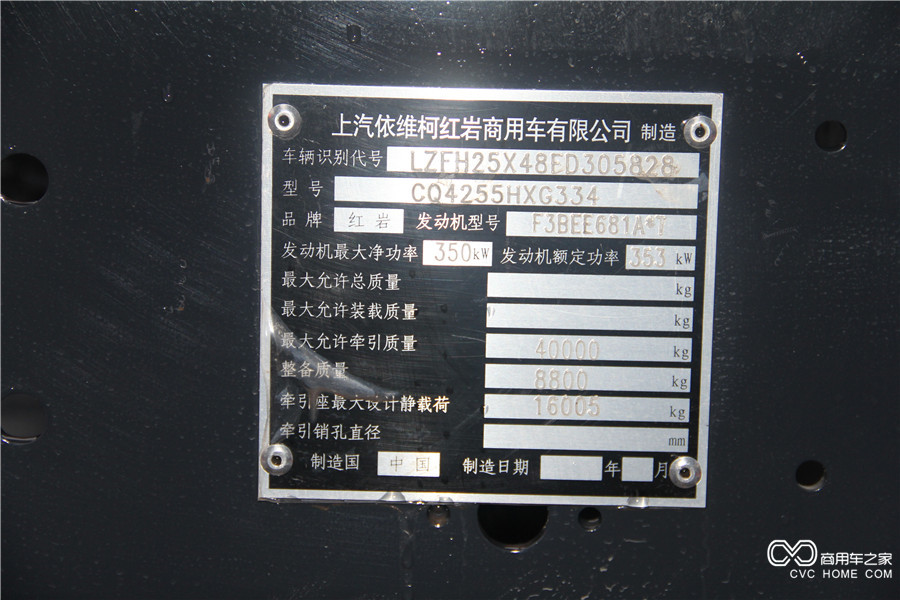 上汽依维柯红岩商用车有限公司 制造
车辆识别代号 LZFH25X48ED305828
型号 CQ4255HXG334
品牌 红岩 发动机型号 F3BEE681A*T
发动机最大净功率 350kW 发动机额定功率 353 kW
最大允许总质量 kg
最大允许装载质量 kg
最大允许牵引质量 40000 kg
整备质量 8800 kg
牵引座最大设计静载荷 16005 kg
牵引销孔直径 mm
制造国 中国 制造日期 年 月
商用车之家
CVC HOME COM